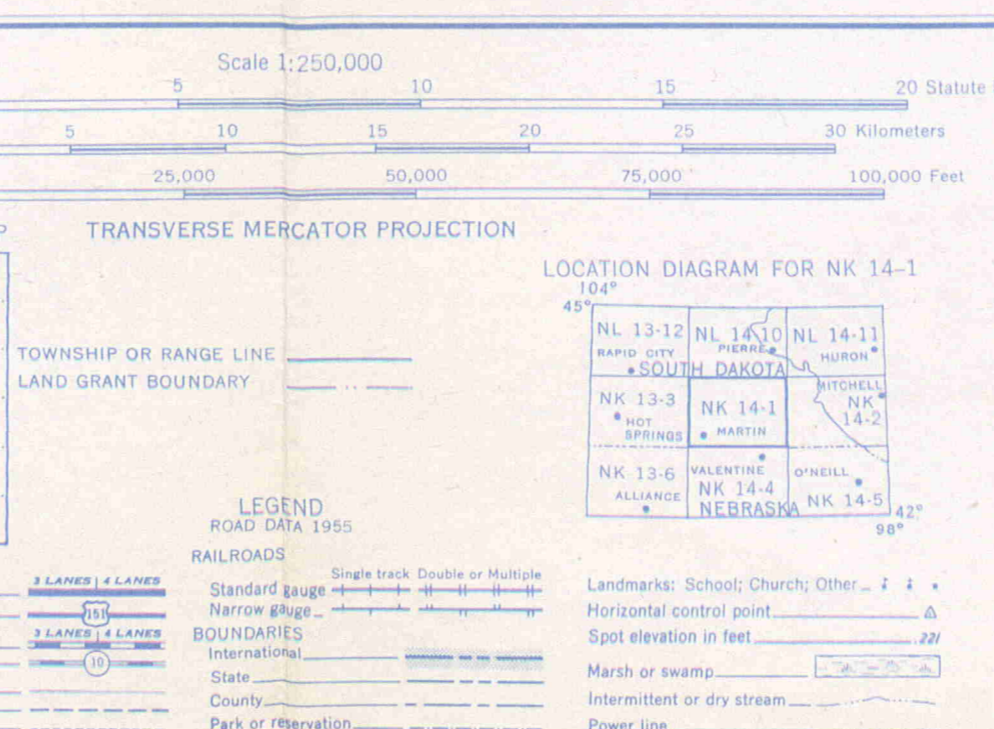 Scale 1:250,000
5 10 15 20 Statute
5 10 15 20 25 30 Kilometers
25,000 50,000 75,000 100,000 Feet
TRANSVERSE MERCATOR PROJECTION
LOCATION DIAGRAM FOR NK 14-1
104°
45°
NL 13-12 NL 14-10 NL 14-11
RAPID CITY PIERRE HURON
SOUTH DAKOTA
NK 13-3 NK 14-1 MITCHELL
NK
14-2
HOT
SPRINGS MARTIN
NK 13-6 VALENTINE O'NEILL
ALLIANCE NK 14-4 NK 14-5
NEBRASKA 42°
98°
TOWNSHIP OR RANGE LINE
LAND GRANT BOUNDARY
LEGEND
ROAD DATA 1955
3 LANES | 4 LANES
151
3 LANES | 4 LANES
10
RAILROADS
Single track Double or Multiple
Standard gauge
Narrow gauge
BOUNDARIES
International
State
County
Park or reservation
Landmarks: School; Church; Other
Horizontal control point
Spot elevation in feet 221
Marsh or swamp
Intermittent or dry stream
Power line